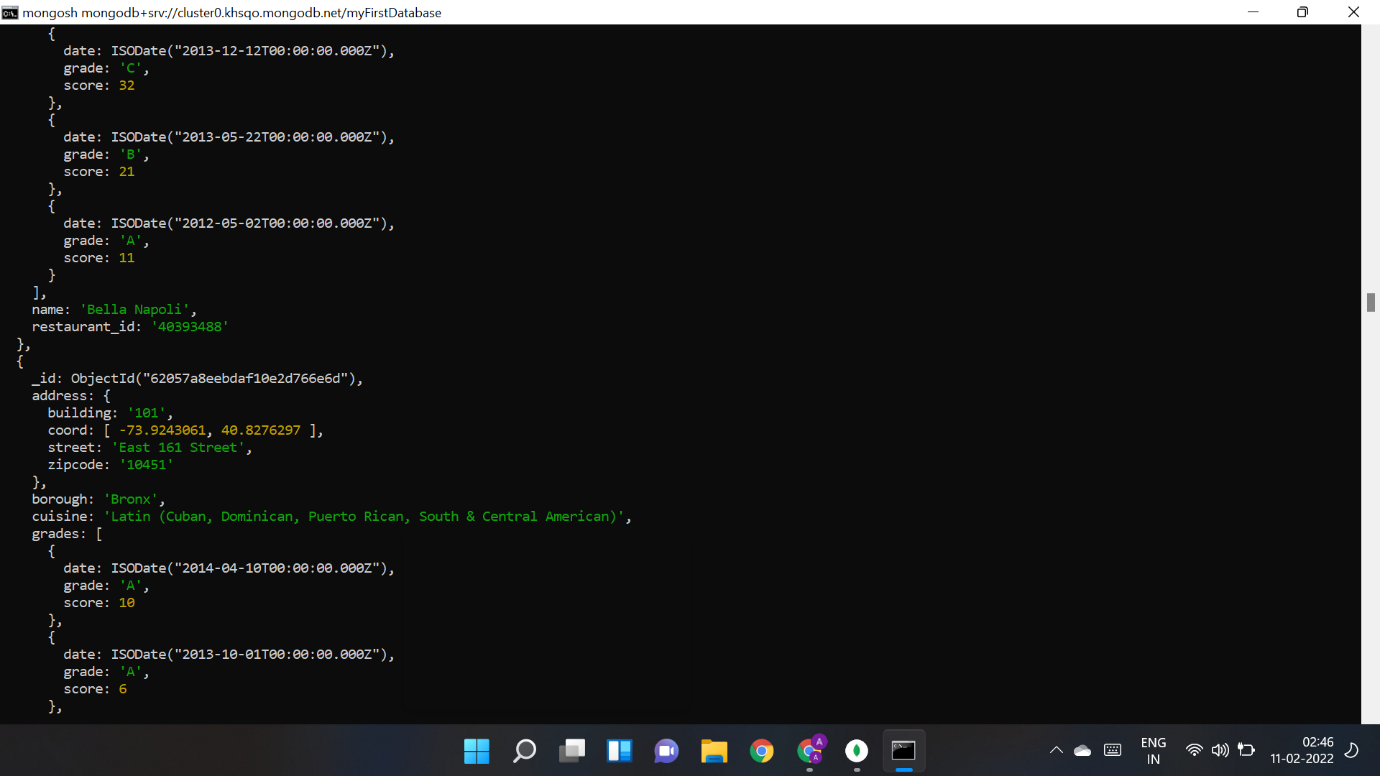 mongosh mongodb+srv://cluster0.khsqo.mongodb.net/myFirstDatabase
{
date: ISODate("2013-12-12T00:00:00.000Z"),
grade: 'C',
score: 32
},
{
date: ISODate("2013-05-22T00:00:00.000Z"),
grade: 'B',
score: 21
},
{
date: ISODate("2012-05-02T00:00:00.000Z"),
grade: 'A',
score: 11
}
],
name: 'Bella Napoli',
restaurant_id: '40393488'
},
{
_id: ObjectId("62057a8eebdaf10e2d766e6d"),
address: {
building: '101',
coord: [ -73.9243061, 40.8276297 ],
street: 'East 161 Street',
zipcode: '10451'
},
borough: 'Bronx',
cuisine: 'Latin (Cuban, Dominican, Puerto Rican, South & Central American)',
grades: [
{
date: ISODate("2014-04-10T00:00:00.000Z"),
grade: 'A',
score: 10
},
{
date: ISODate("2013-10-01T00:00:00.000Z"),
grade: 'A',
score: 6
},
ENG
IN
02:46
11-02-2022